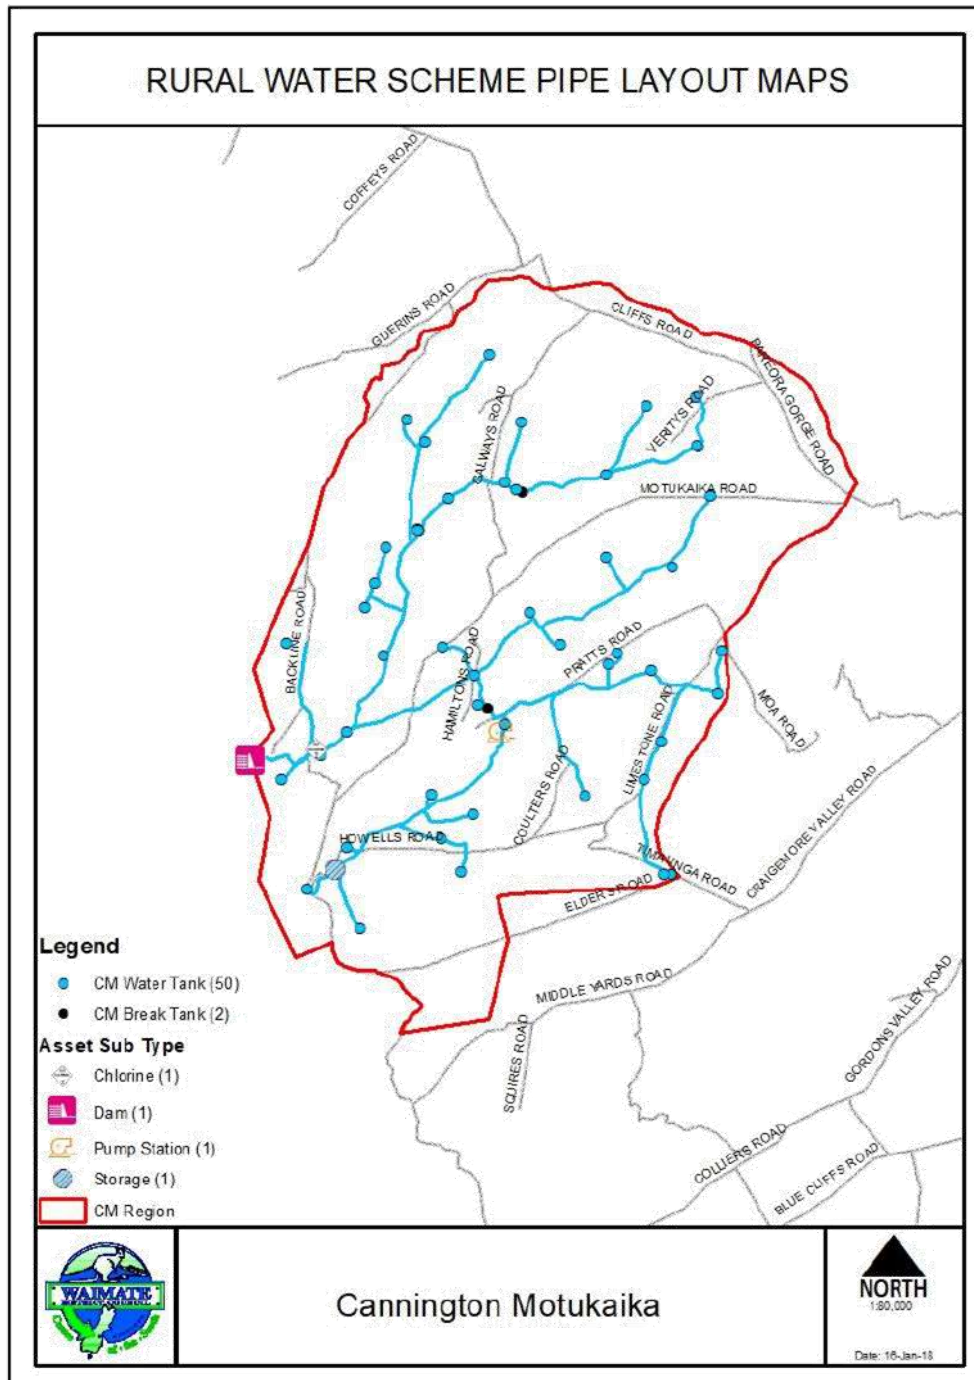 RURAL WATER SCHEME PIPE LAYOUT MAPS
COFFEYS ROAD
GUERINS ROAD
CLIFFS ROAD
PAREORA GORGE ROAD
VERITYS ROAD
GALWAYS ROAD
MOTUKAIKA ROAD
BACKLINE ROAD
HAMILTONS ROAD
PRATTS ROAD
MOA ROAD
LIMESTONE ROAD
COULTERS ROAD
HOWELLS ROAD
TIMAUNGA ROAD
CRAIGEMORE VALLEY ROAD
ELDERS ROAD
MIDDLE YARDS ROAD
SQUIRES ROAD
GORDONS VALLEY ROAD
COLLIERS ROAD
BLUE CLIFFS ROAD
Legend
CM Water Tank (50)
CM Break Tank (2)
Asset Sub Type
Chlorine (1)
Dam (1)
Pump Station (1)
Storage (1)
CM Region
WAIMATE
DISTRICT COUNCIL
Cannington Motukaika
NORTH
1:80,000
Date: 16-Jan-18